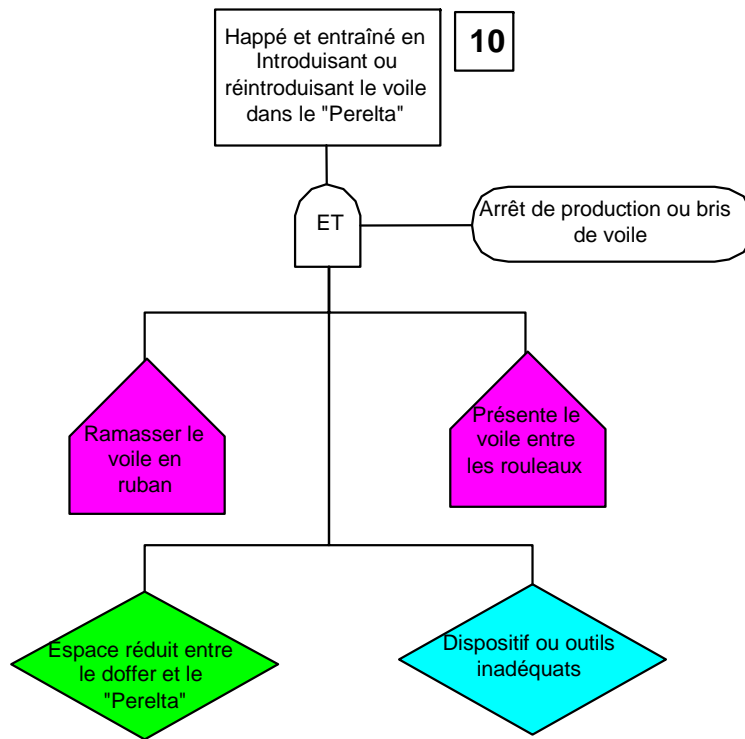 Happé et entraîné en
Introduisant ou
réintroduisant le voile
dans le "Perelta"
10
ET
Arrêt de production ou bris
de voile
Ramasser le
voile en
ruban
Présente le
voile entre
les rouleaux
Espace réduit entre
le doffer et le
"Perelta"
Dispositif ou outils
inadéquats